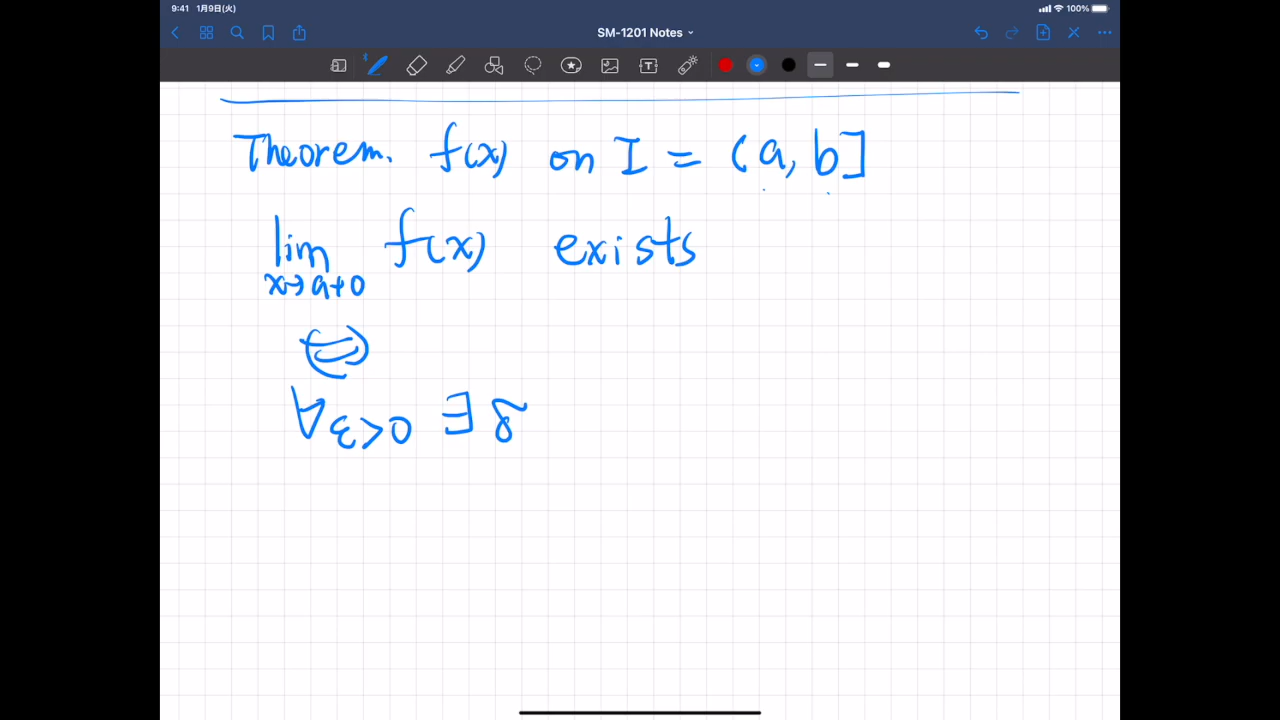 9:41 1月9日(火)
100%
SM-1201 Notes
Theorem. f(x) on I = (a, b]
lim f(x) exists
x→a+0
⇔
∀ε>0 ∃δ